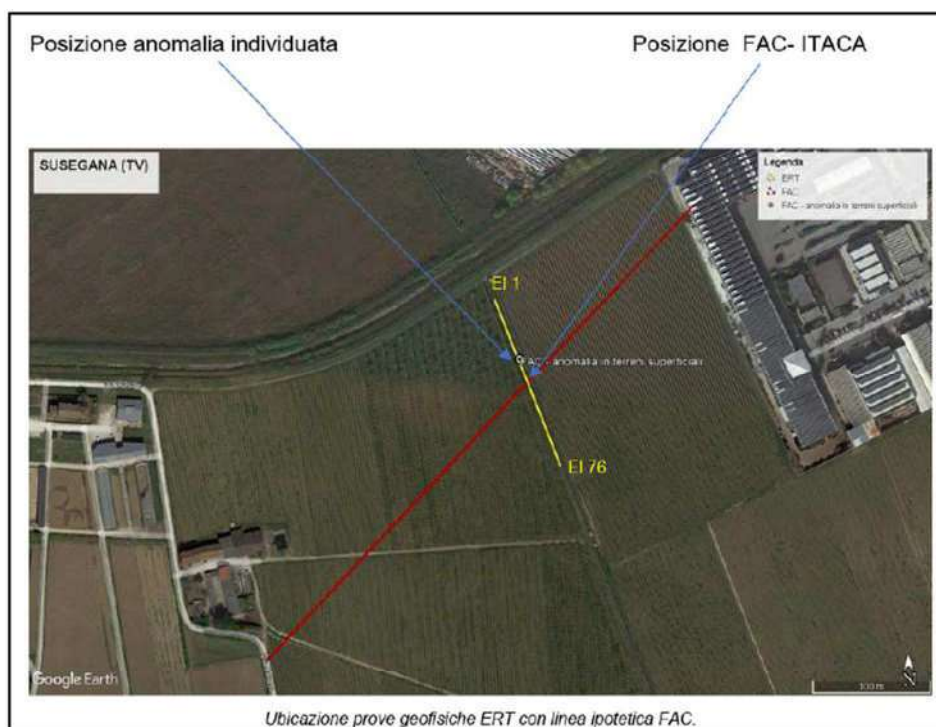 Posizione anomalia individuata
Posizione FAC- ITACA
SUSEGANA (TV)
Legenda
ERT
FAC
FAC - anomalia in terreni superficiali
El 1
FAC - anomalia in terreni superficiali
El 76
Google Earth
N
100 m
Ubicazione prove geofisiche ERT con linea ipotetica FAC.